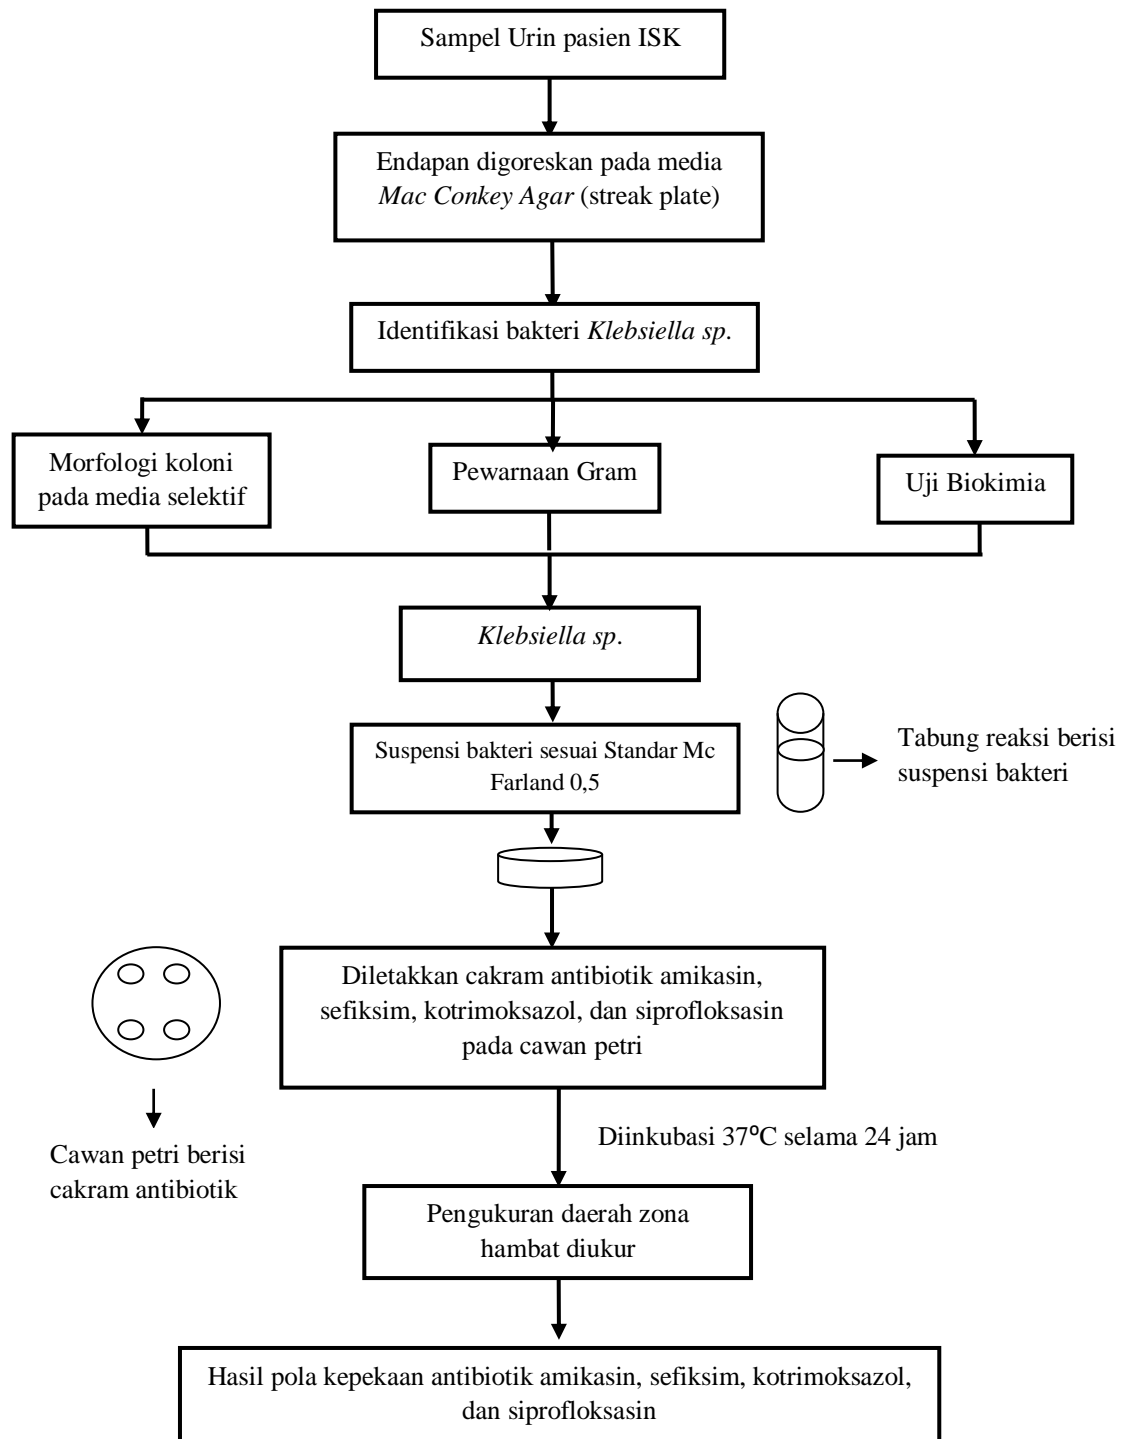 Sampel Urin pasien ISK
Endapan digoreskan pada media
Mac Conkey Agar (streak plate)
Identifikasi bakteri Klebsiella sp.
Morfologi koloni
pada media selektif
Pewarnaan Gram
Uji Biokimia
Klebsiella sp.
Suspensi bakteri sesuai Standar Mc
Farland 0,5
Tabung reaksi berisi
suspensi bakteri
Diletakkan cakram antibiotik amikasin,
sefiksim, kotrimoksazol, dan siprofloksasin
pada cawan petri
Cawan petri berisi
cakram antibiotik
Diinkubasi 37⁰C selama 24 jam
Pengukuran daerah zona
hambat diukur
Hasil pola kepekaan antibiotik amikasin, sefiksim, kotrimoksazol,
dan siprofloksasin